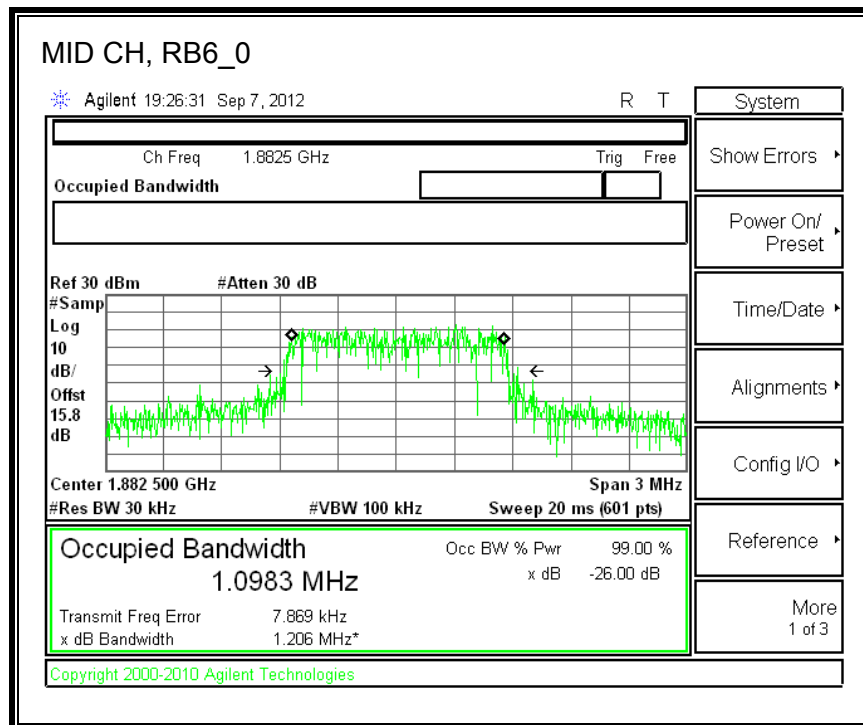 MID CH, RB6_0
Agilent 19:26:31 Sep 7, 2012 R T
System
Ch Freq 1.8825 GHz Trig Free
Occupied Bandwidth
Show Errors
Power On/
Preset
Time/Date
Alignments
Config I/O
Reference
More
1 of 3
Ref 30 dBm #Atten 30 dB
#Samp
Log
10
dB/
Offst
15.8
dB
Center 1.882 500 GHz Span 3 MHz
#Res BW 30 kHz #VBW 100 kHz Sweep 20 ms (601 pts)
Occupied Bandwidth Occ BW % Pwr 99.00 %
1.0983 MHz x dB -26.00 dB
Transmit Freq Error 7.869 kHz
x dB Bandwidth 1.206 MHz*
Copyright 2000-2010 Agilent Technologies